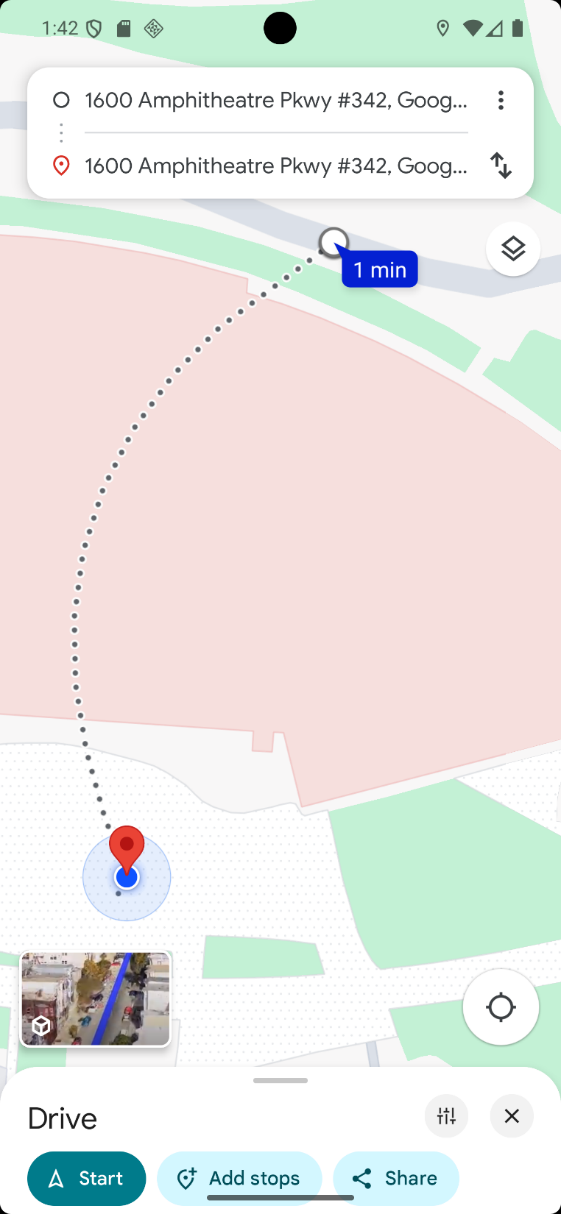 1:42
1600 Amphitheatre Pkwy #342, Goog...
1600 Amphitheatre Pkwy #342, Goog...
1 min
Drive
Start
Add stops
Share